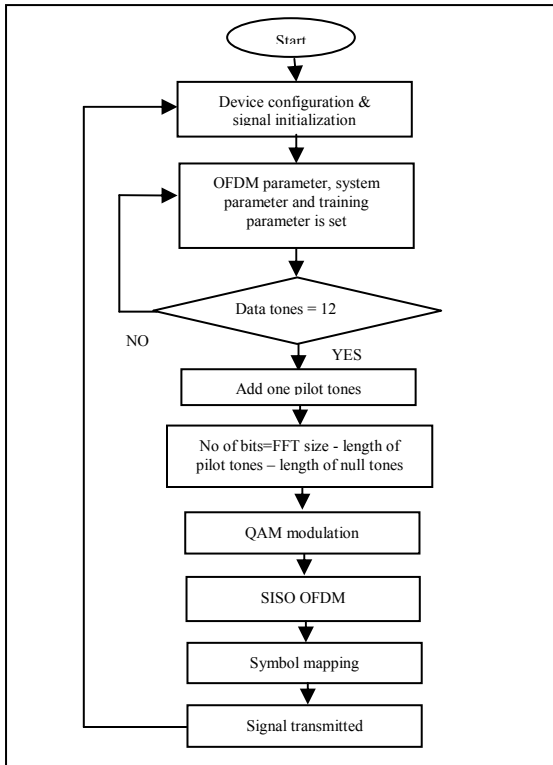 Start
Device configuration &
signal initialization
OFDM parameter, system
parameter and training
parameter is set
Data tones = 12
NO
YES
Add one pilot tones
No of bits=FFT size - length of
pilot tones – length of null tones
QAM modulation
SISO OFDM
Symbol mapping
Signal transmitted